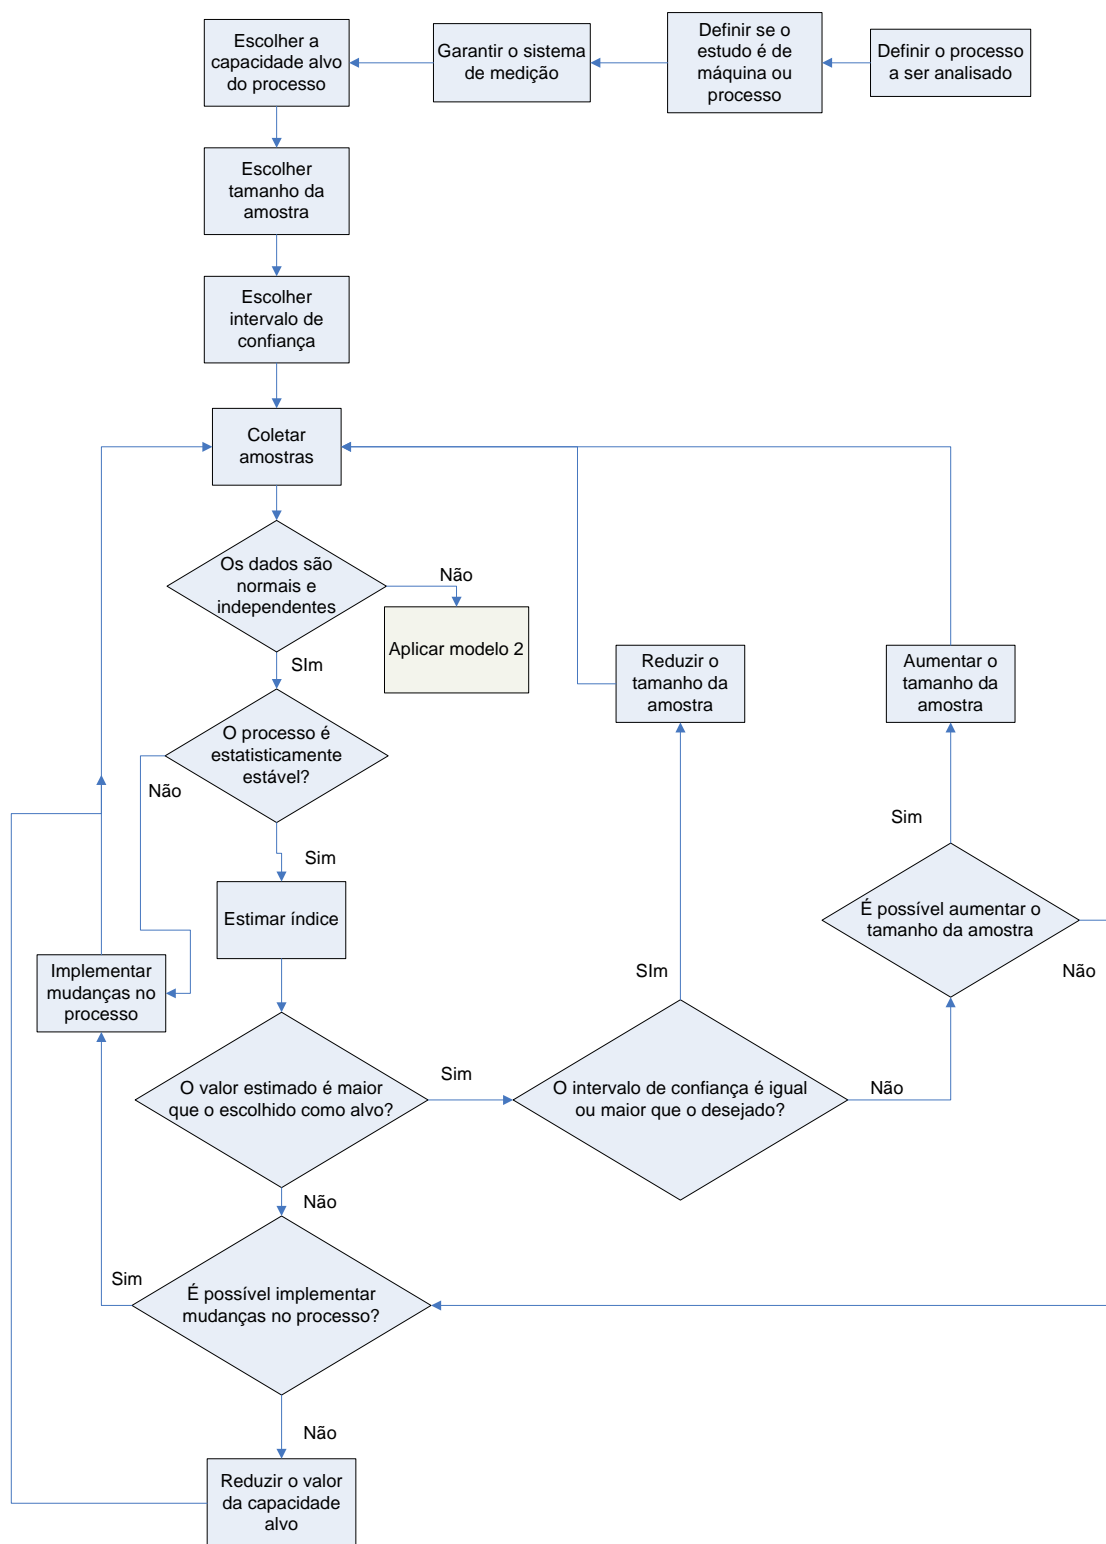 Escolher a
capacidade alvo
do processo
Garantir o sistema
de medição
Definir se o
estudo é de
máquina ou
processo
Definir o processo
a ser analisado
Escolher
tamanho da
amostra
Escolher
intervalo de
confiança
Coletar
amostras
Os dados são
normais e
independentes
Não
Aplicar modelo 2
SIm
Reduzir o
tamanho da
amostra
Aumentar o
tamanho da
amostra
O processo é
estatisticamente
estável?
Não
Sim
Sim
Estimar índice
É possível aumentar o
tamanho da amostra
Não
SIm
Implementar
mudanças no
processo
O valor estimado é maior
que o escolhido como alvo?
Sim
O intervalo de confiança é igual
ou maior que o desejado?
Não
Não
É possível implementar
mudanças no processo?
Sim
Não
Reduzir o valor
da capacidade
alvo